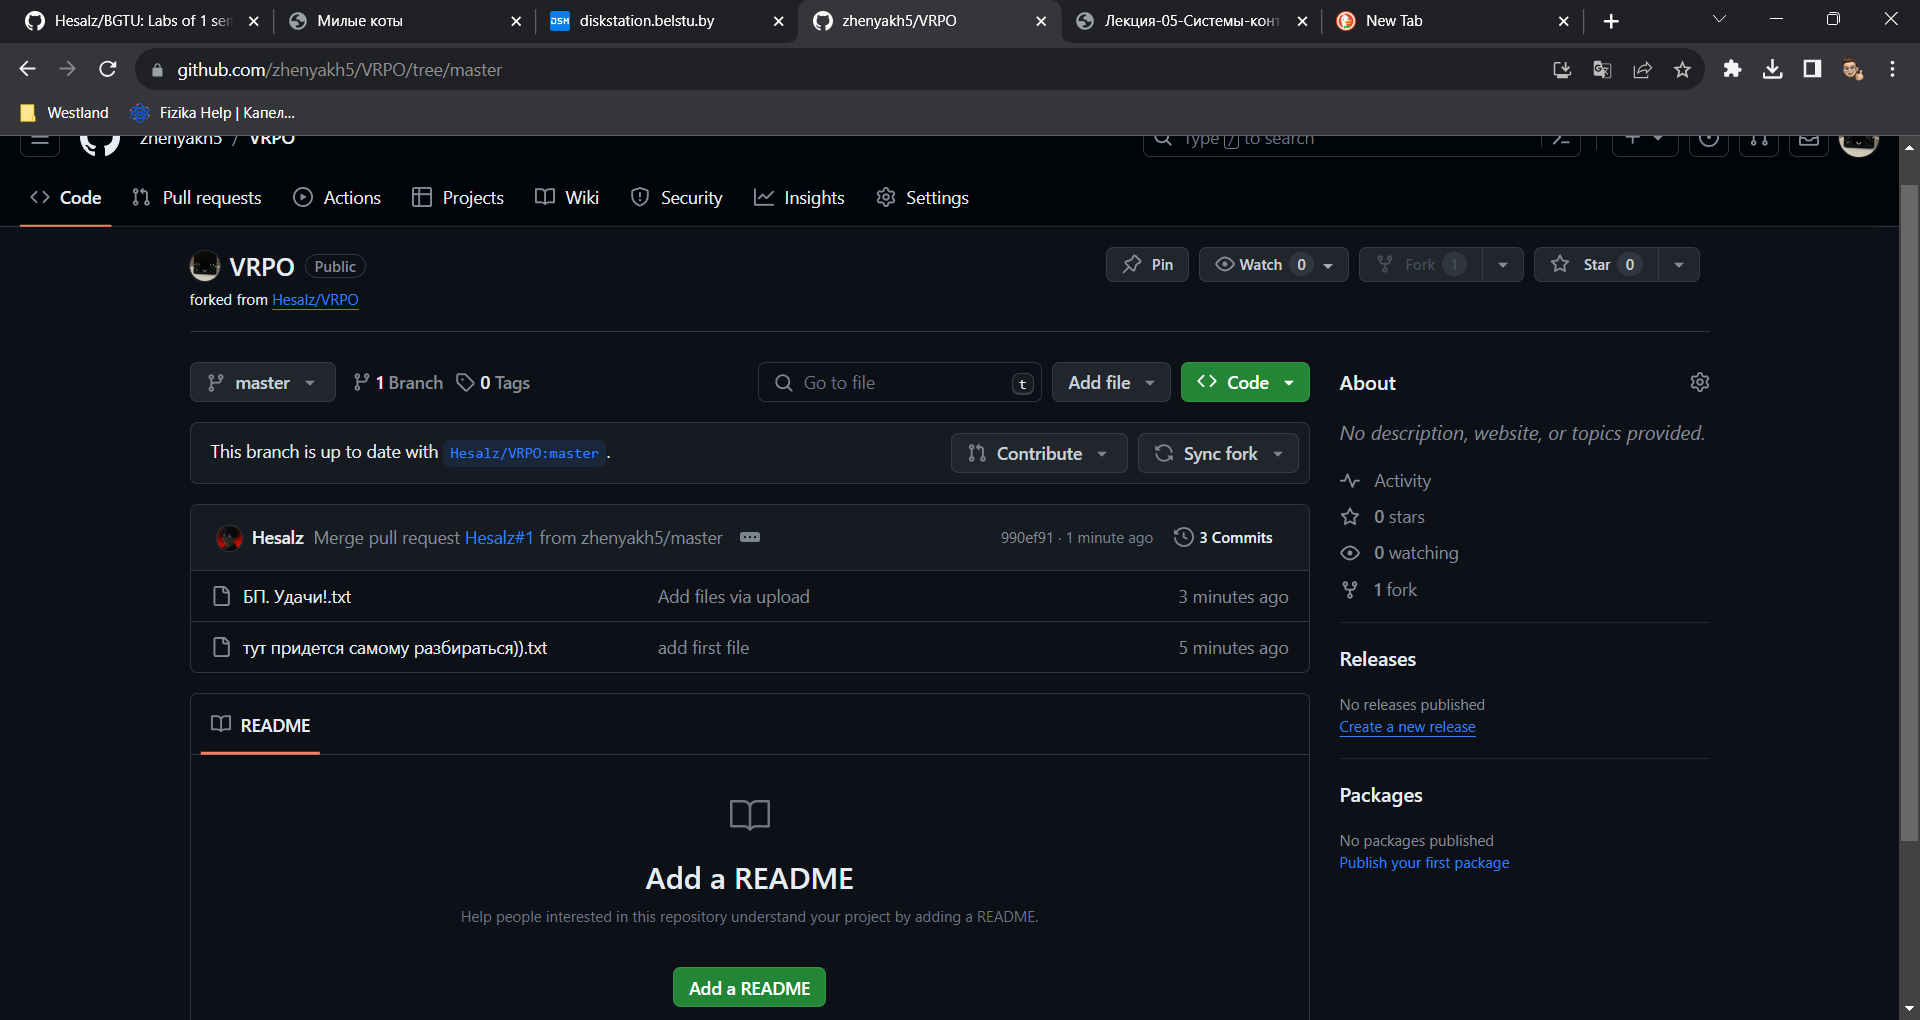 Hesalz/BGTU: Labs of 1 sem
Милые коты
DSM diskstation.belstu.by
zhenyakh5/VRPO
Лекция-05-Системы-конт
New Tab
github.com/zhenyakh5/VRPO/tree/master
Westland
Fizika Help | Капел...
zhenyakh5 / VRPO
Type / to search
Code
Pull requests
Actions
Projects
Wiki
Security
Insights
Settings
VRPO Public
Pin
Watch 0
Fork 1
Star 0
forked from Hesalz/VRPO
master
1 Branch
0 Tags
Go to file t
Add file
Code
This branch is up to date with Hesalz/VRPO:master .
Contribute
Sync fork
Hesalz Merge pull request Hesalz#1 from zhenyakh5/master
990ef91 · 1 minute ago
3 Commits
БП. Удачи!.txt Add files via upload 3 minutes ago
тут придется самому разбираться)).txt add first file 5 minutes ago
README
Add a README
Help people interested in this repository understand your project by adding a README.
Add a README
About
No description, website, or topics provided.
Activity
0 stars
0 watching
1 fork
Releases
No releases published
Create a new release
Packages
No packages published
Publish your first package